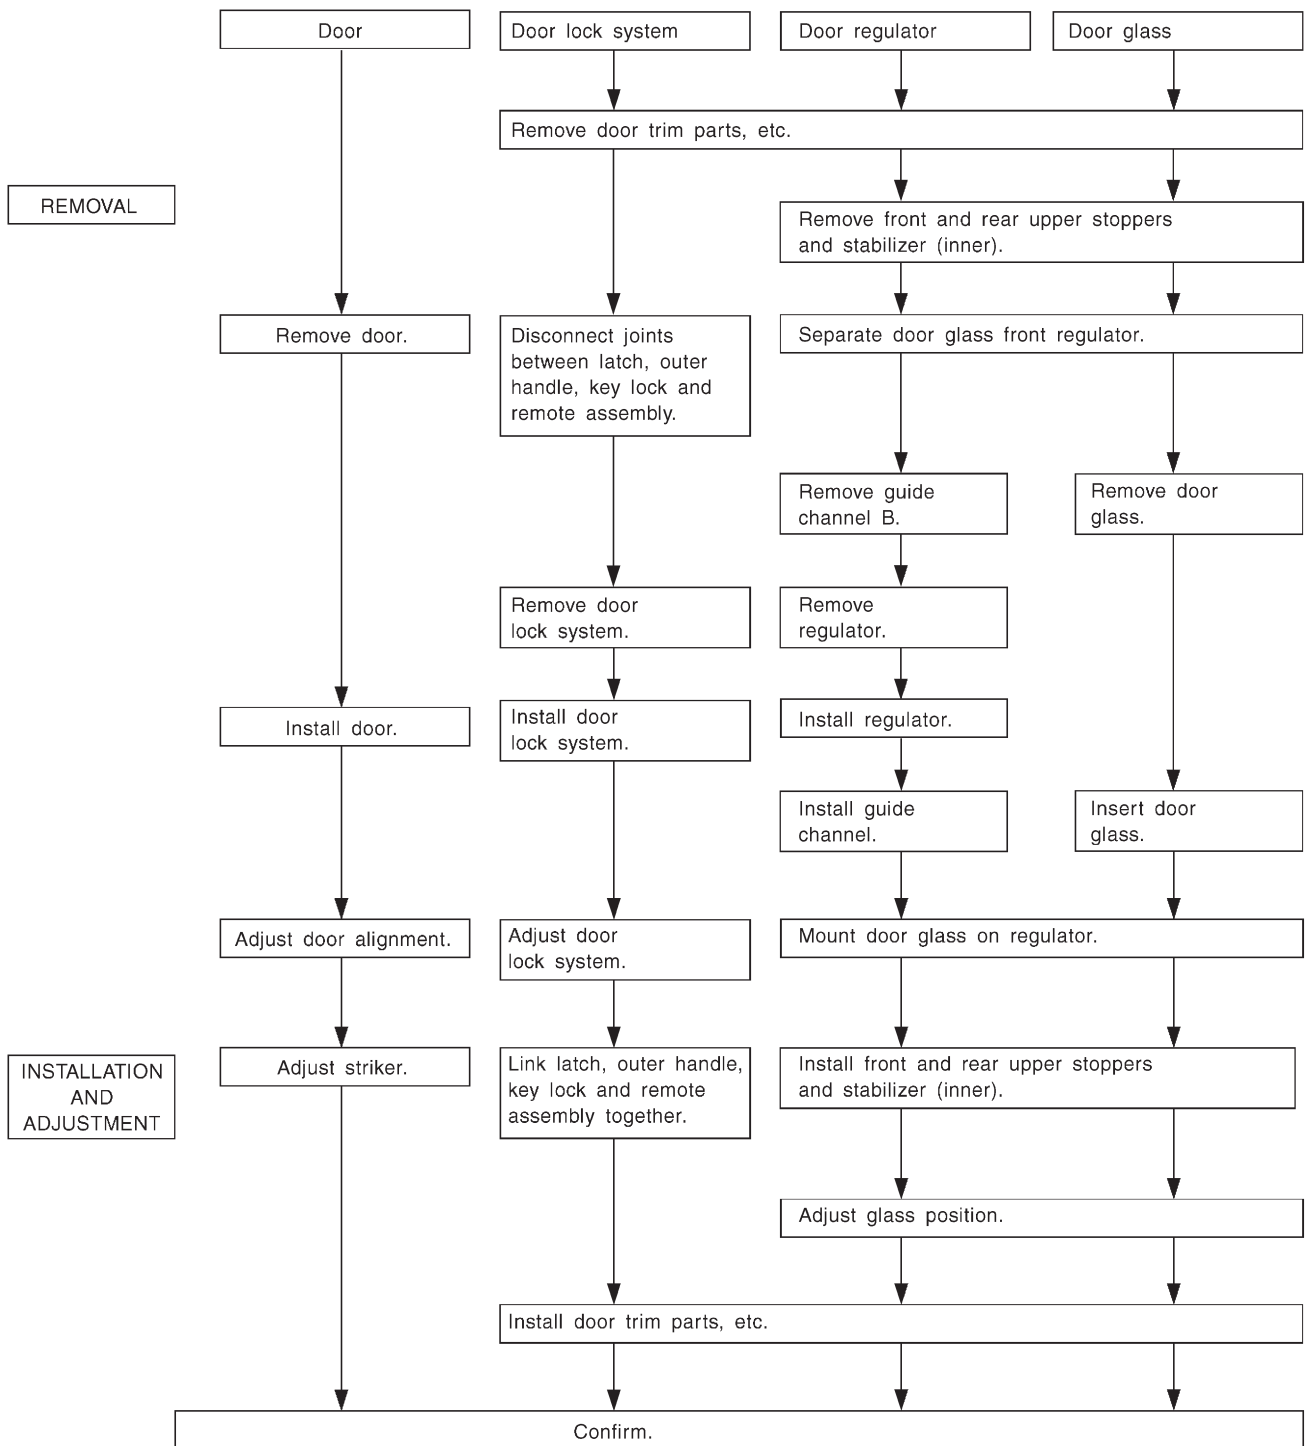 Door
Door lock system
Door regulator
Door glass
Remove door trim parts, etc.
REMOVAL
Remove front and rear upper stoppers
and stabilizer (inner).
Remove door.
Disconnect joints
between latch, outer
handle, key lock and
remote assembly.
Separate door glass front regulator.
Remove guide
channel B.
Remove door
glass.
Remove door
lock system.
Remove
regulator.
Install door.
Install door
lock system.
Install regulator.
Install guide
channel.
Insert door
glass.
Adjust door alignment.
Adjust door
lock system.
Mount door glass on regulator.
INSTALLATION
AND
ADJUSTMENT
Adjust striker.
Link latch, outer handle,
key lock and remote
assembly together.
Install front and rear upper stoppers
and stabilizer (inner).
Adjust glass position.
Install door trim parts, etc.
Confirm.